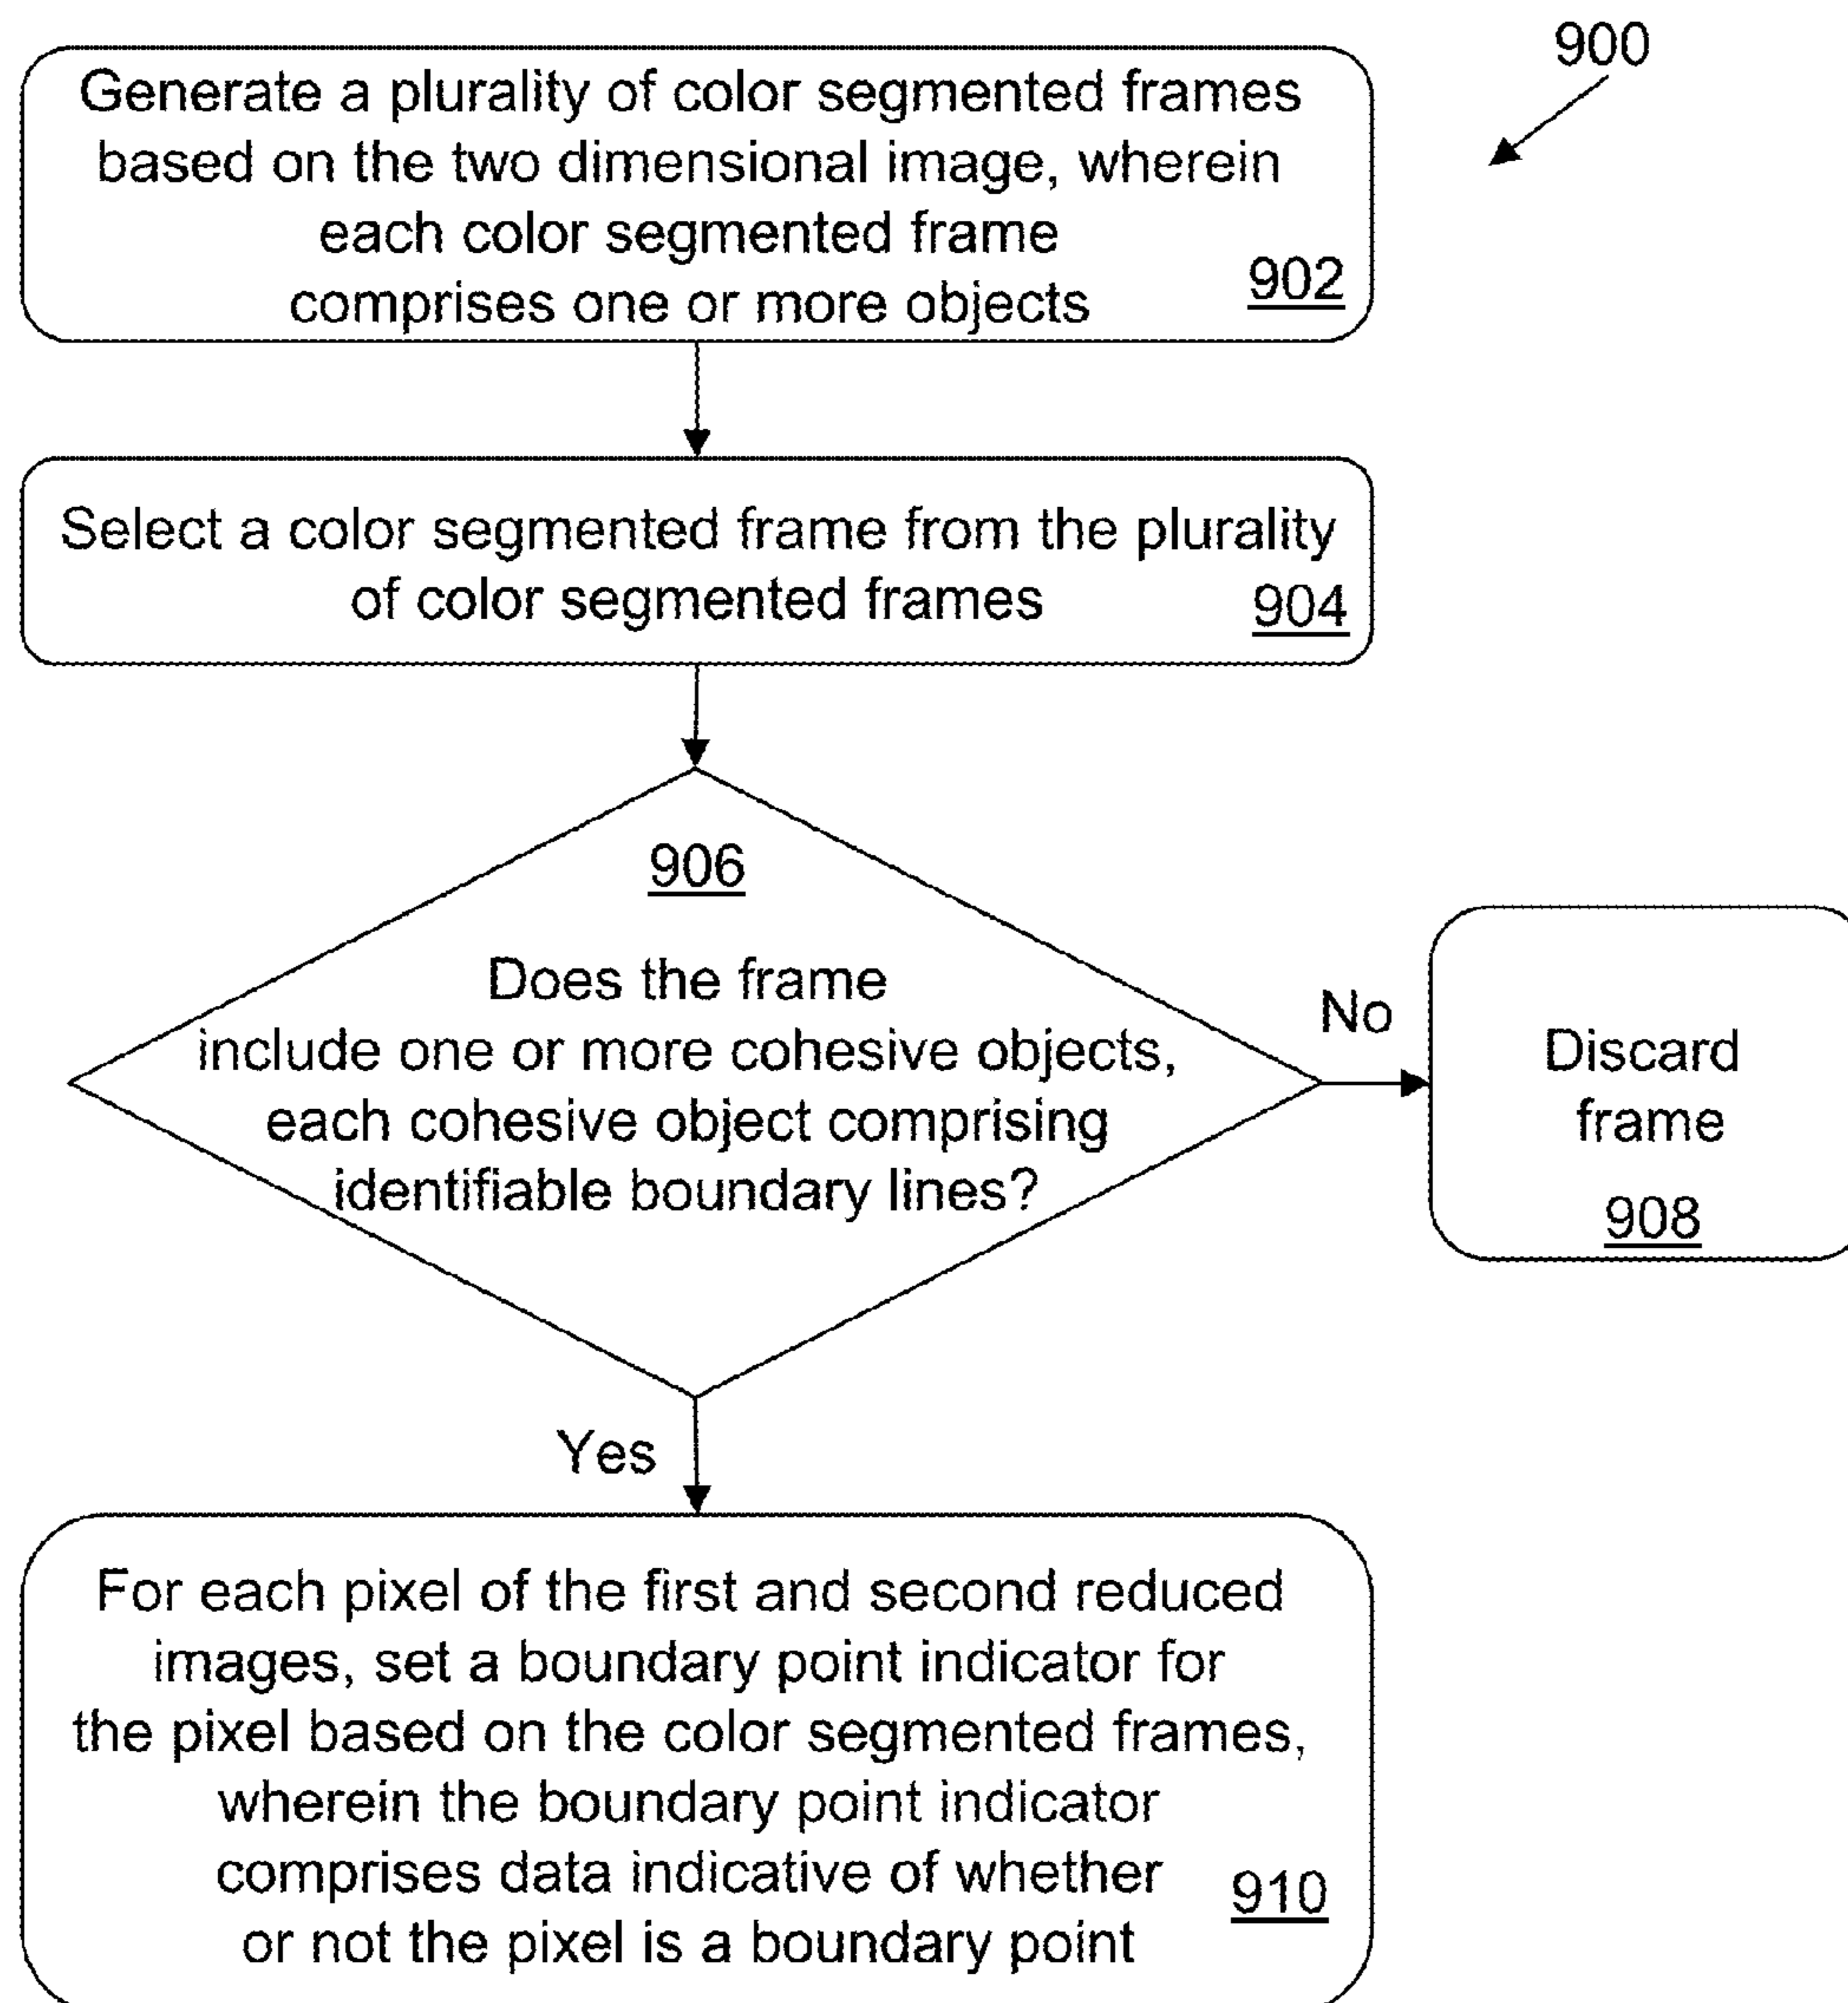 900
Generate a plurality of color segmented frames
based on the two dimensional image, wherein
each color segmented frame
comprises one or more objects
902
Select a color segmented frame from the plurality
of color segmented frames
904
906
Does the frame
include one or more cohesive objects,
each cohesive object comprising
identifiable boundary lines?
No
Discard
frame
908
Yes
For each pixel of the first and second reduced
images, set a boundary point indicator for
the pixel based on the color segmented frames,
wherein the boundary point indicator
comprises data indicative of whether
or not the pixel is a boundary point
910